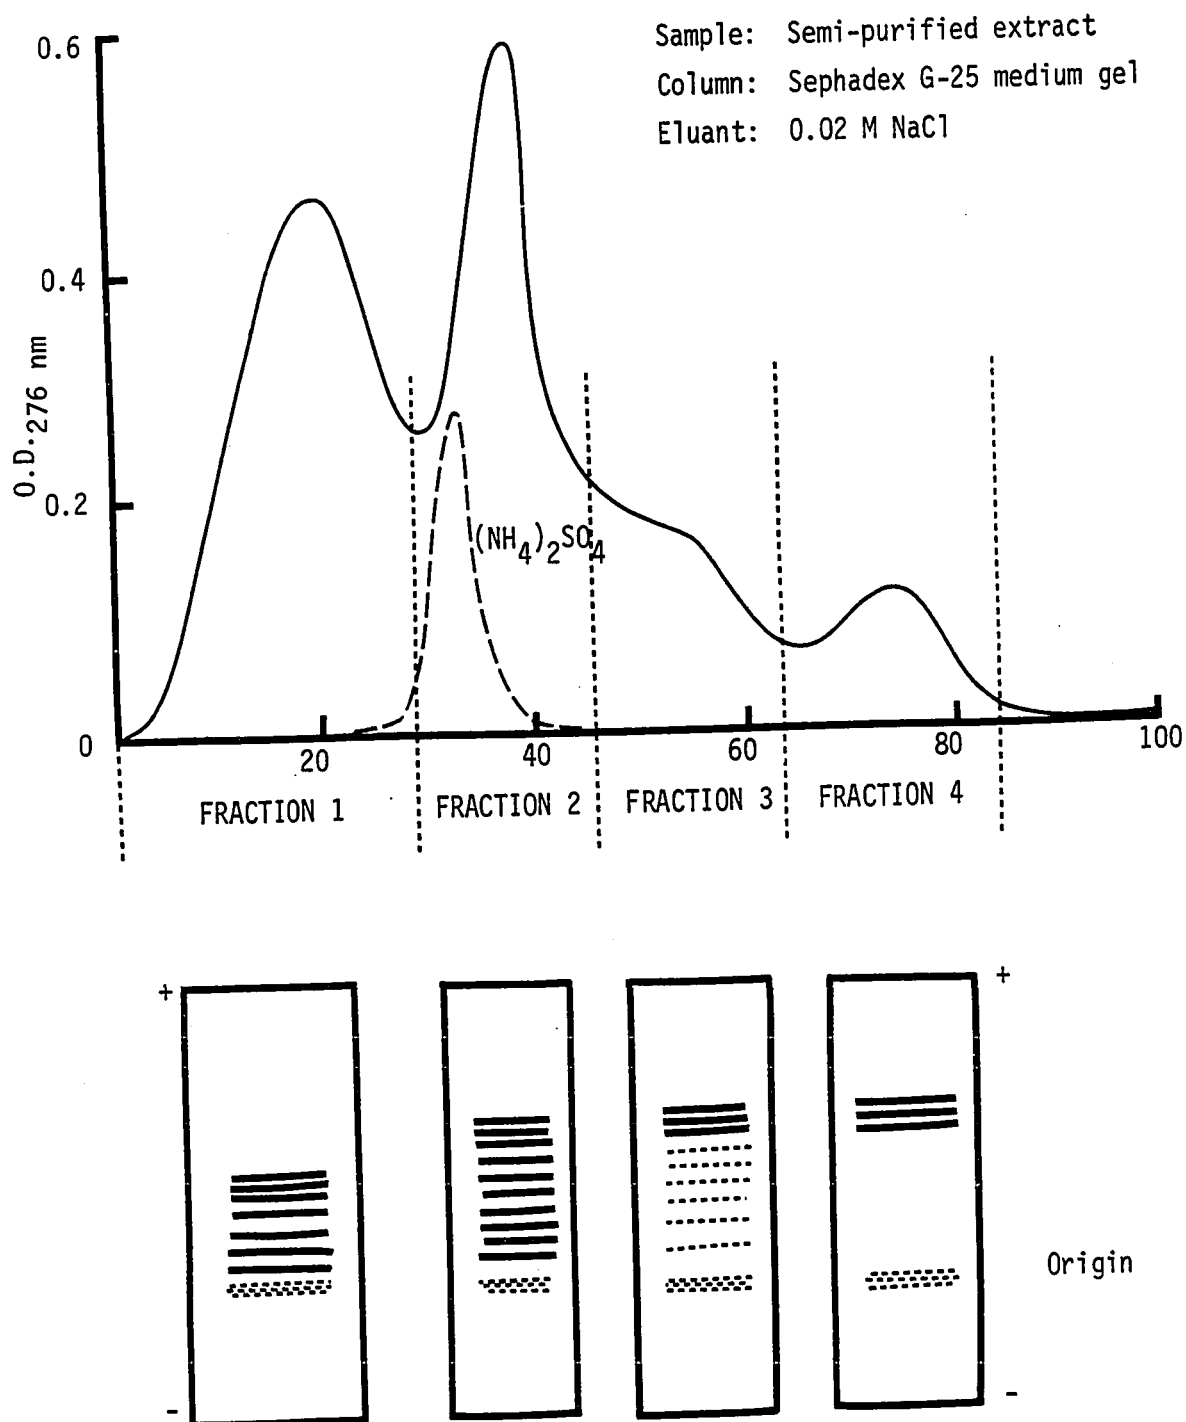 Sample: Semi-purified extract
Column: Sephadex G-25 medium gel
Eluant: 0.02 M NaCl
0.6
0.4
0.2
0
O.D.276 nm
(NH4)2SO4
20
40
60
80
100
FRACTION 1
FRACTION 2
FRACTION 3
FRACTION 4
+
+
Origin
-
-